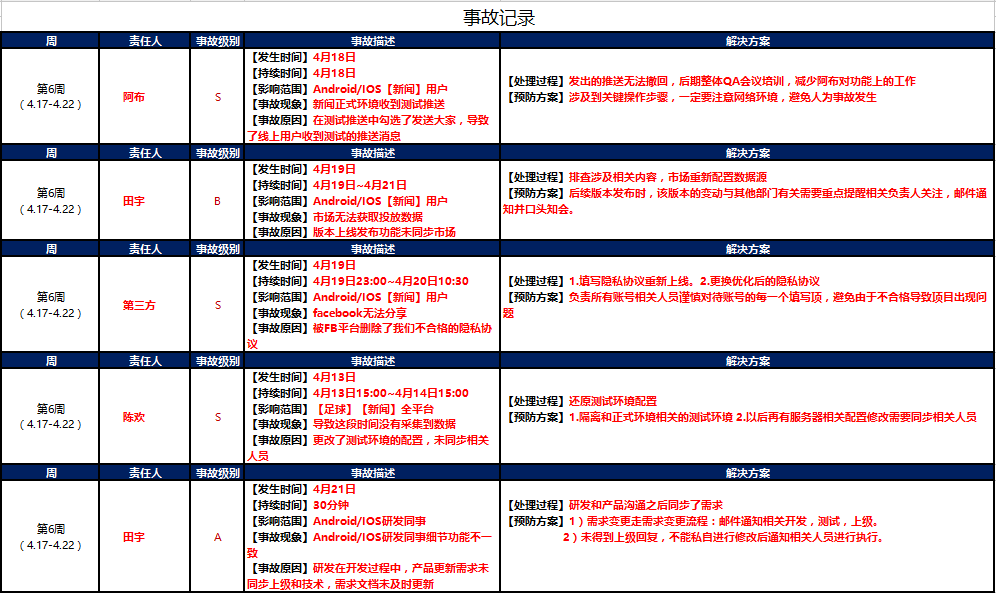 事故记录
周 责任人 事故级别 事故描述 解决方案
第6周
（4.17-4.22）
阿布
S
【发生时间】4月18日
【持续时间】4月18日
【影响范围】Android/IOS【新闻】用户
【事故现象】新闻正式环境收到测试推送
【事故原因】在测试推送中勾选了发送大家，导致
了线上用户收到测试的推送消息
【处理过程】发出的推送无法撤回，后期整体QA会议培训，减少阿布对功能上的工作
【预防方案】涉及到关键操作步骤，一定要注意网络环境，避免人为事故发生
周 责任人 事故级别 事故描述 解决方案
第6周
（4.17-4.22）
田宇
B
【发生时间】4月19日
【持续时间】4月19日~4月21日
【影响范围】Android/IOS【新闻】用户
【事故现象】市场无法获取投放数据
【事故原因】版本上线发布功能未同步市场
【处理过程】排查涉及相关内容，市场重新配置数据源
【预防方案】后续版本发布时，该版本的变动与其他部门有关需要重点提醒相关负责人关注，邮件通
知并口头知会。
周 责任人 事故级别 事故描述 解决方案
第6周
（4.17-4.22）
第三方
S
【发生时间】4月19日
【持续时间】4月19日23:00~4月20日10:30
【影响范围】Android/IOS【新闻】用户
【事故现象】facebook无法分享
【事故原因】被FB平台删除了我们不合格的隐私协
议
【处理过程】1.填写隐私协议重新上线。2.更换优化后的隐私协议
【预防方案】负责所有账号相关人员谨慎对待账号的每一个填写项，避免由于不合格导致项目出现问
题
周 责任人 事故级别 事故描述 解决方案
第6周
（4.17-4.22）
陈欢
S
【发生时间】4月13日
【持续时间】4月13日15:00~4月14日15:00
【影响范围】【足球】【新闻】全平台
【事故现象】导致这段时间没有采集到数据
【事故原因】更改了测试环境的配置，未同步相关
人员
【处理过程】还原测试环境配置
【预防方案】1.隔离和正式环境相关的测试环境 2.以后再有服务器相关配置修改需要同步相关人员
周 责任人 事故级别 事故描述 解决方案
第6周
（4.17-4.22）
田宇
A
【发生时间】4月21日
【持续时间】30分钟
【影响范围】Android/IOS研发同事
【事故现象】Android/IOS研发同事细节功能不一
致
【事故原因】研发在开发过程中，产品更新需求未
同步上级和技术，需求文档未及时更新
【处理过程】研发和产品沟通之后同步了需求
【预防方案】1）需求变更走需求变更流程：邮件通知相关开发，测试，上级。
2）未得到上级回复，不能私自进行修改后通知相关人员进行执行。